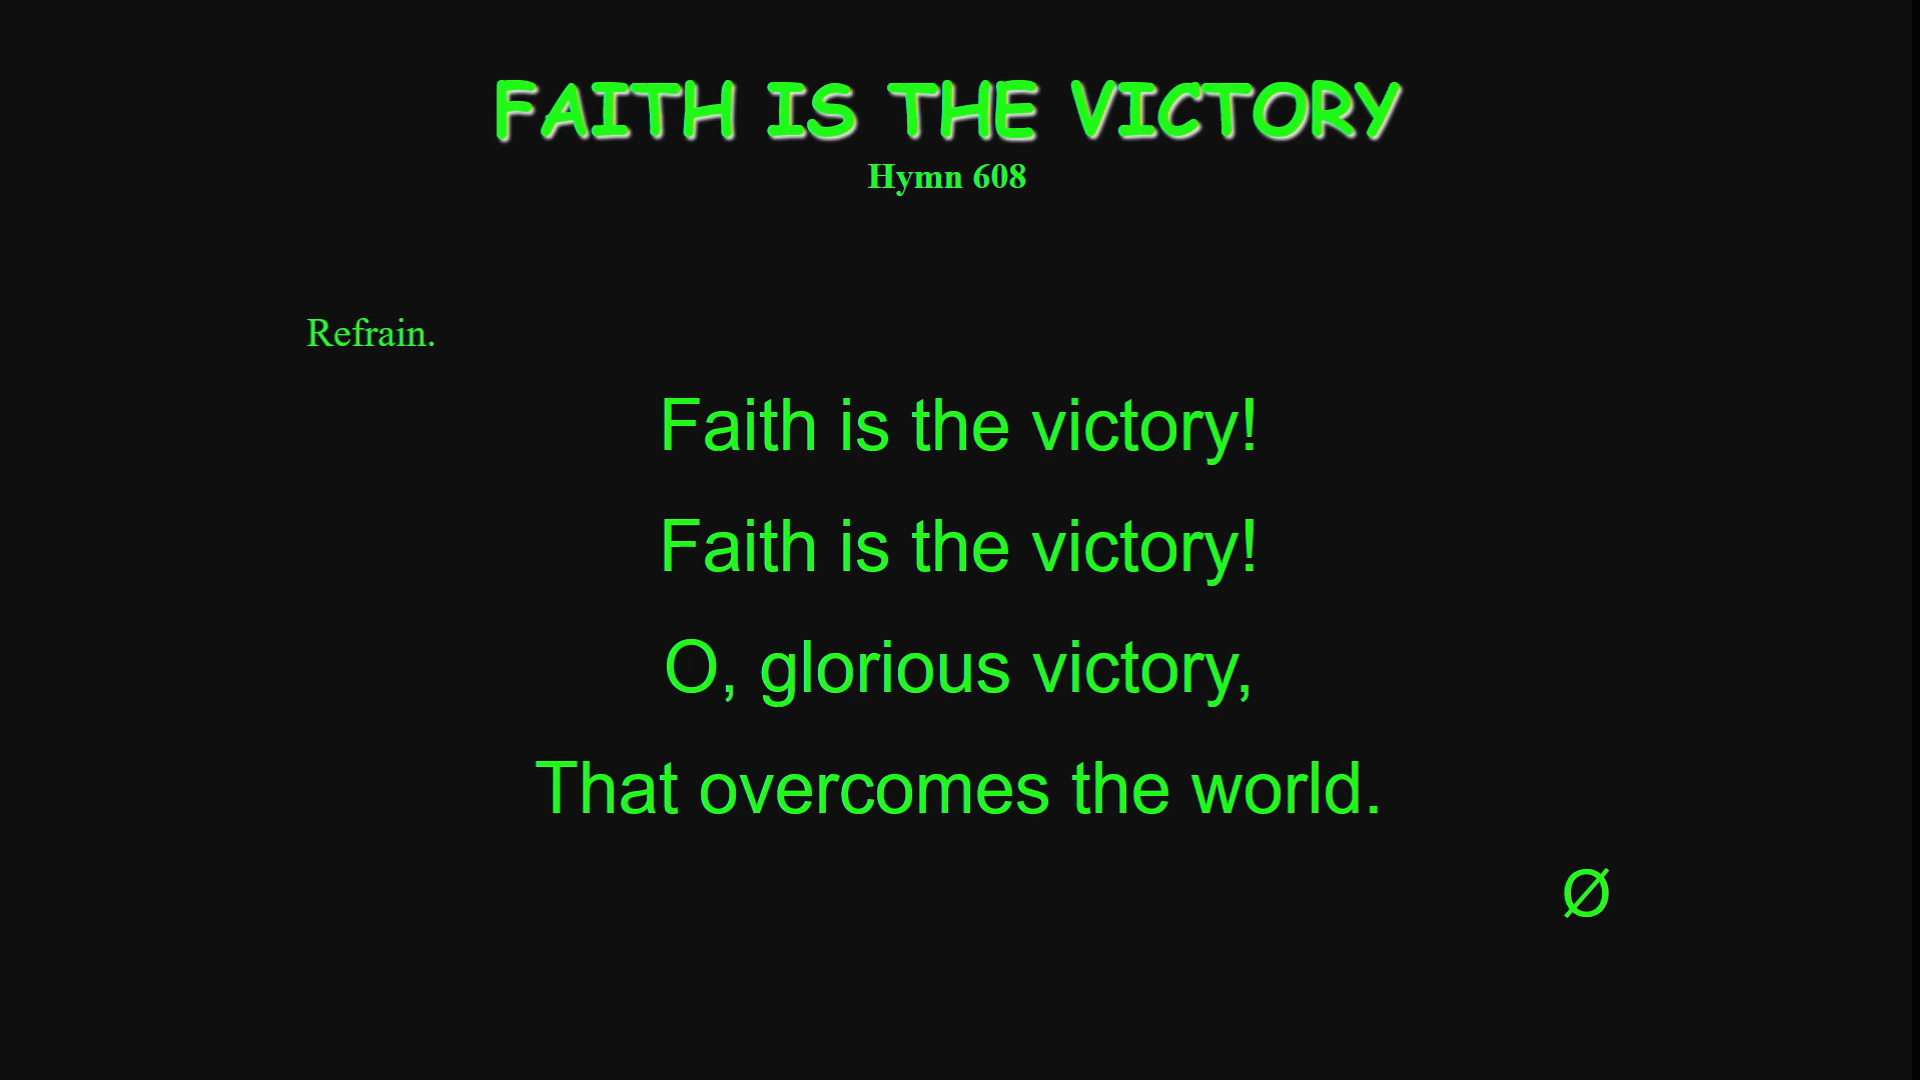 FAITH IS THE VICTORY
Hymn 608
Refrain.
Faith is the victory!
Faith is the victory!
O, glorious victory,
That overcomes the world.
Ø